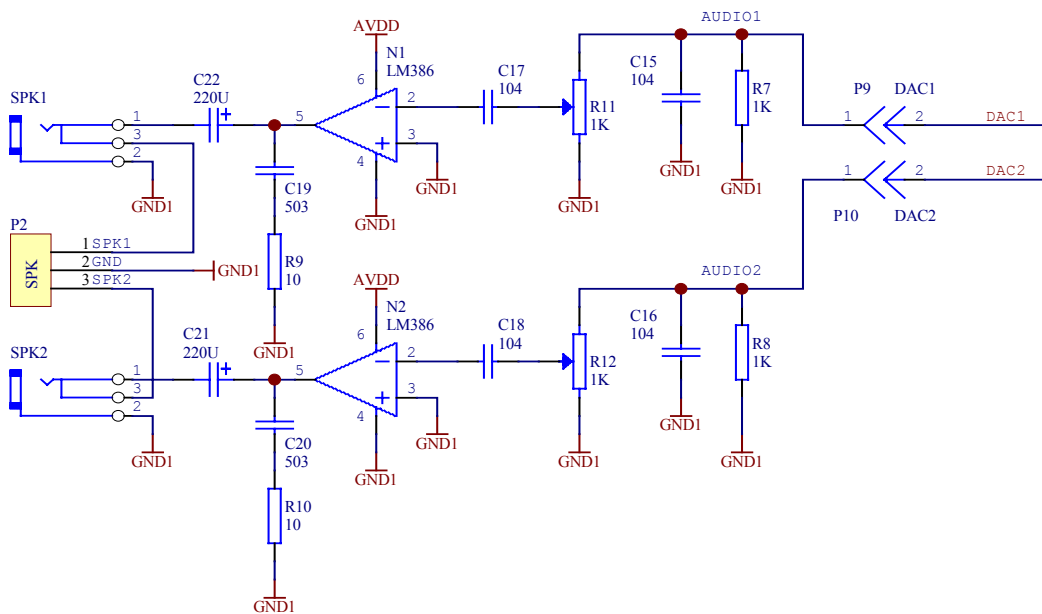 AVDD
AUDIO1
N1
LM386
C22
220U
SPK1
1
3
2
GND1
5
6
4
2
3
GND1
GND1
C17
104
R11
1K
GND1
C15
104
GND1
R7
1K
GND1
P9
DAC1
1
2
DAC1
C19
503
R9
10
GND1
1
2
DAC2
P10
DAC2
P2
SPK
1
SPK1
2
GND
3
SPK2
GND1
AVDD
AUDIO2
N2
LM386
C21
220U
SPK2
1
3
2
GND1
5
6
4
2
3
GND1
GND1
C18
104
R12
1K
GND1
C16
104
GND1
R8
1K
GND1
C20
503
R10
10
GND1